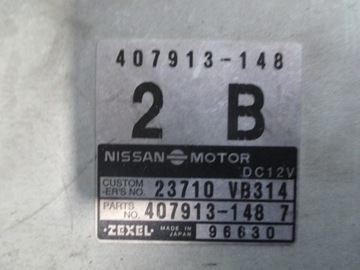 407913-148
2 B
NISSAN MOTOR
DC12V
CUSTOM -ER'S NO. 23710 VB314
PARTS NO. 407913-148 7
·ZEXEL· MADE IN JAPAN 96630